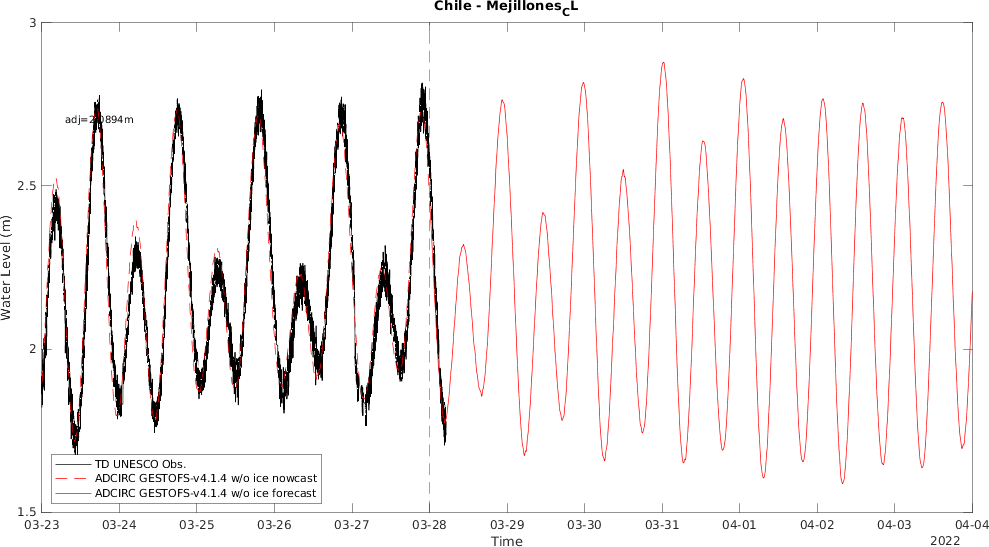 Chile - Mejillones_CL
3
2.5
2
1.5
Water Level (m)
adj=2.0894m
TD UNESCO Obs.
ADCIRC GESTOFS-v4.1.4 w/o ice nowcast
ADCIRC GESTOFS-v4.1.4 w/o ice forecast
03-23 03-24 03-25 03-26 03-27 03-28 03-29 03-30 03-31 04-01 04-02 04-03 04-04
Time
2022